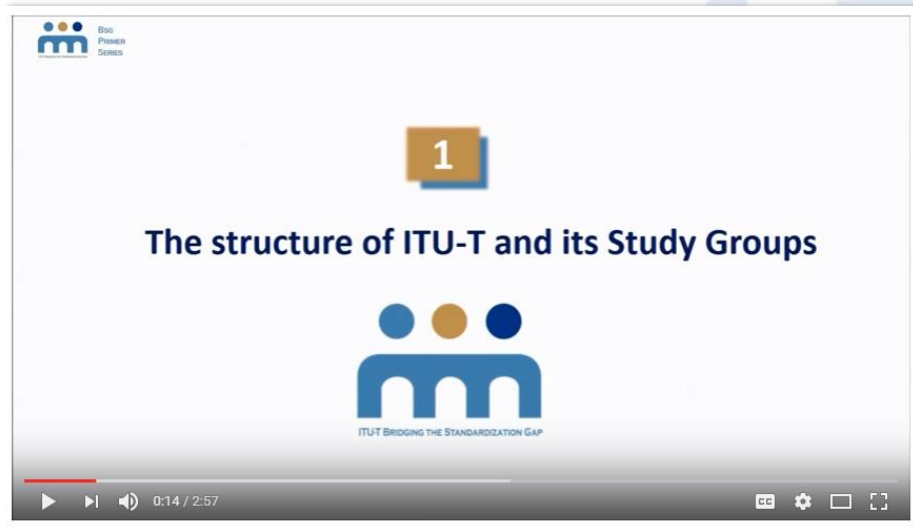 BSG
PRIMER
SERIES
1
The structure of ITU-T and its Study Groups
ITU-T BRIDGING THE STANDARDIZATION GAP
0:14 / 2:57
CC